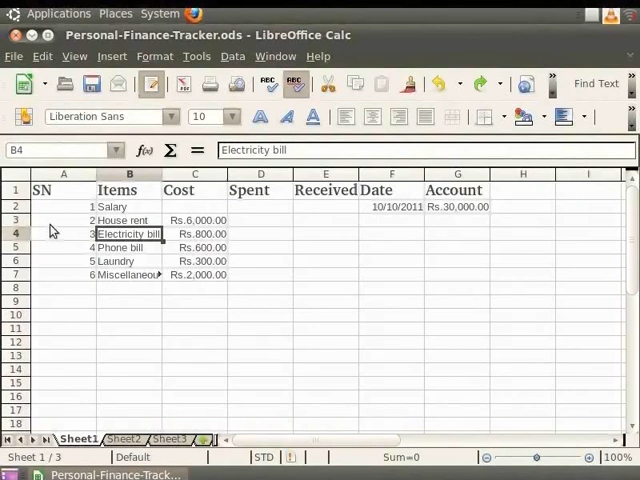 Applications Places System
Personal-Finance-Tracker.ods - LibreOffice Calc
File Edit View Insert Format Tools Data Window Help
ABC ABC » Find Text »
Liberation Sans 10 »
B4 f(x) Σ = Electricity bill
A B C D E F G H I
1 SN Items Cost Spent Received Date Account
2 1 Salary 10/10/2011 Rs.30,000.00
3 2 House rent Rs.6,000.00
4 3 Electricity bill Rs.800.00
5 4 Phone bill Rs.600.00
6 5 Laundry Rs.300.00
7 6 Miscellaneou Rs.2,000.00
8
9
10
11
12
13
14
15
16
17
18
Sheet1 Sheet2 Sheet3
Sheet 1 / 3 Default STD Sum=0 100%
Personal-Finance-Track...